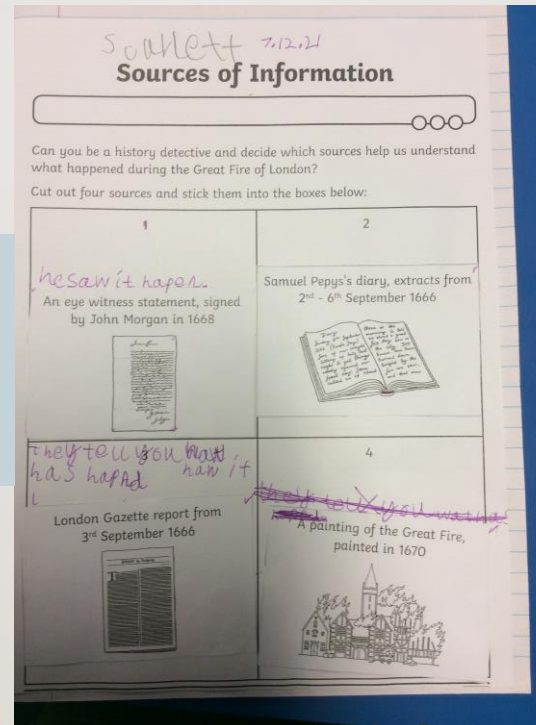 Scarlett 7.12.21
Sources of Information
Can you be a history detective and decide which sources help us understand
what happened during the Great Fire of London?
Cut out four sources and stick them into the boxes below:
1
he saw it hapen.
An eye witness statement, signed
by John Morgan in 1668
2
Samuel Pepys's diary, extracts from
2nd - 6th September 1666
they tell you
has hapnd how it
London Gazette report from
3rd September 1666
4
they tell you
A painting of the Great Fire,
painted in 1670